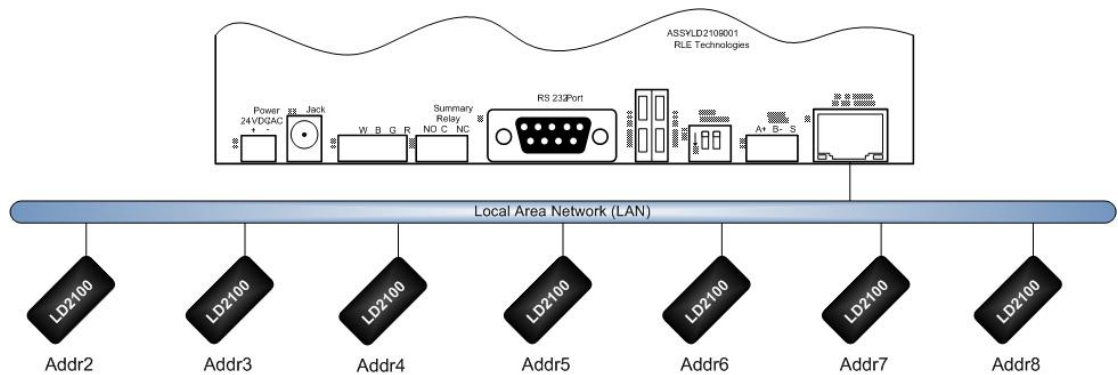 ASSYLD2109001
RLE Technologies
Power
24VDC/AC
+ -
Jack
W B G R
Summary
Relay
NO C NC
RS 232Port
A+ B- S
Local Area Network (LAN)
LD2100
LD2100
LD2100
LD2100
LD2100
LD2100
LD2100
Addr2
Addr3
Addr4
Addr5
Addr6
Addr7
Addr8